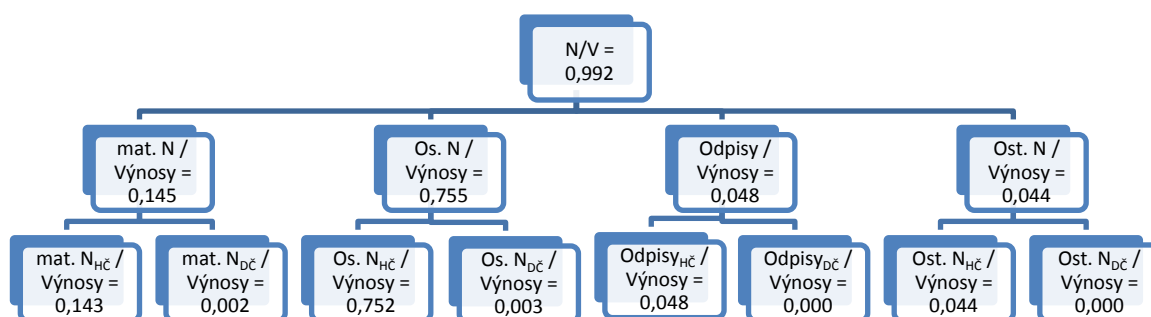 N/V =
0,992
mat. N /
Výnosy =
0,145
Os. N /
Výnosy =
0,755
Odpisy /
Výnosy =
0,048
Ost. N /
Výnosy =
0,044
mat. NHČ /
Výnosy =
0,143
mat. NDČ /
Výnosy =
0,002
Os. NHČ /
Výnosy =
0,752
Os. NDČ /
Výnosy =
0,003
OdpisyHČ /
Výnosy =
0,048
OdpisyDČ /
Výnosy =
0,000
Ost. NHČ /
Výnosy =
0,044
Ost. NDČ /
Výnosy =
0,000